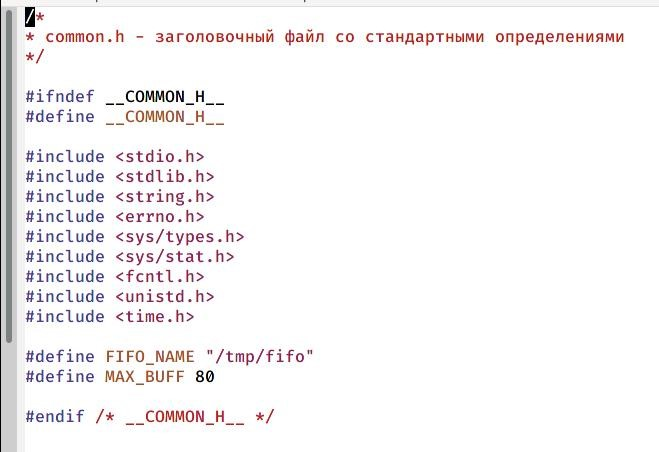 /*
* common.h - заголовочный файл со стандартными определениями
*/
#ifndef __COMMON_H__
#define __COMMON_H__
#include <stdio.h>
#include <stdlib.h>
#include <string.h>
#include <errno.h>
#include <sys/types.h>
#include <sys/stat.h>
#include <fcntl.h>
#include <unistd.h>
#include <time.h>
#define FIFO_NAME "/tmp/fifo"
#define MAX_BUFF 80
#endif /* __COMMON_H__ */